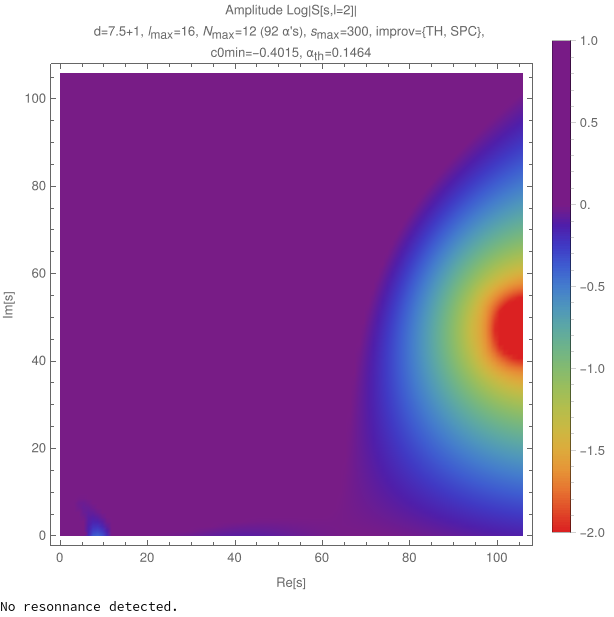 Amplitude Log|S[s,l=2]|
d=7.5+1, lmax=16, Nmax=12 (92 α's), smax=300, improv={TH, SPC},
c0min=−0.4015, αth=0.1464
100
80
60
40
20
0
Im[s]
0 20 40 60 80 100
Re[s]
1.0
0.5
0.
−0.5
−1.0
−1.5
−2.0
No resonnance detected.